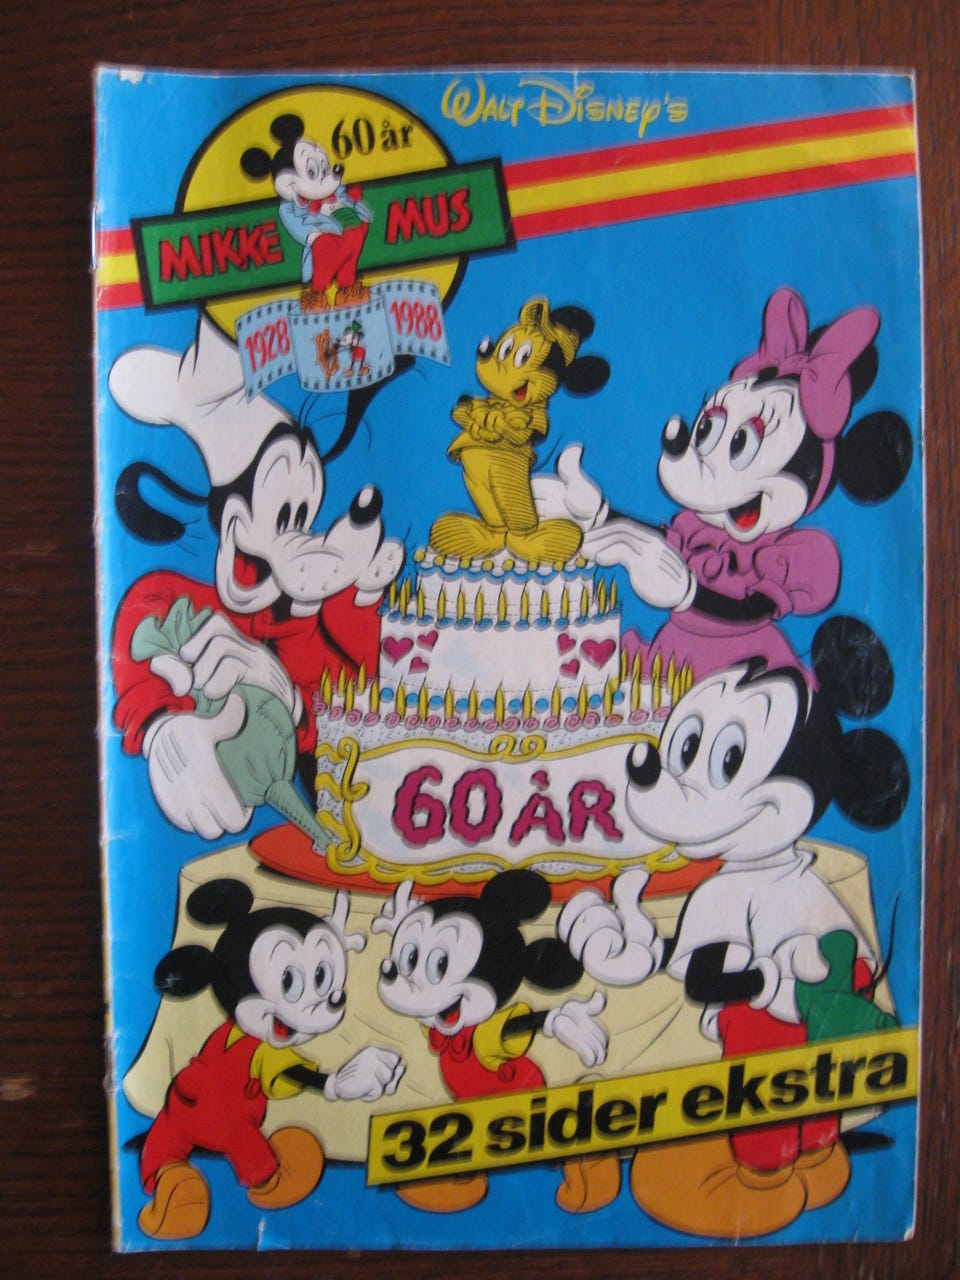 WALT DISNEY'S
60 år
MIKKE MUS
1928 1988
60 ÅR
32 sider ekstra